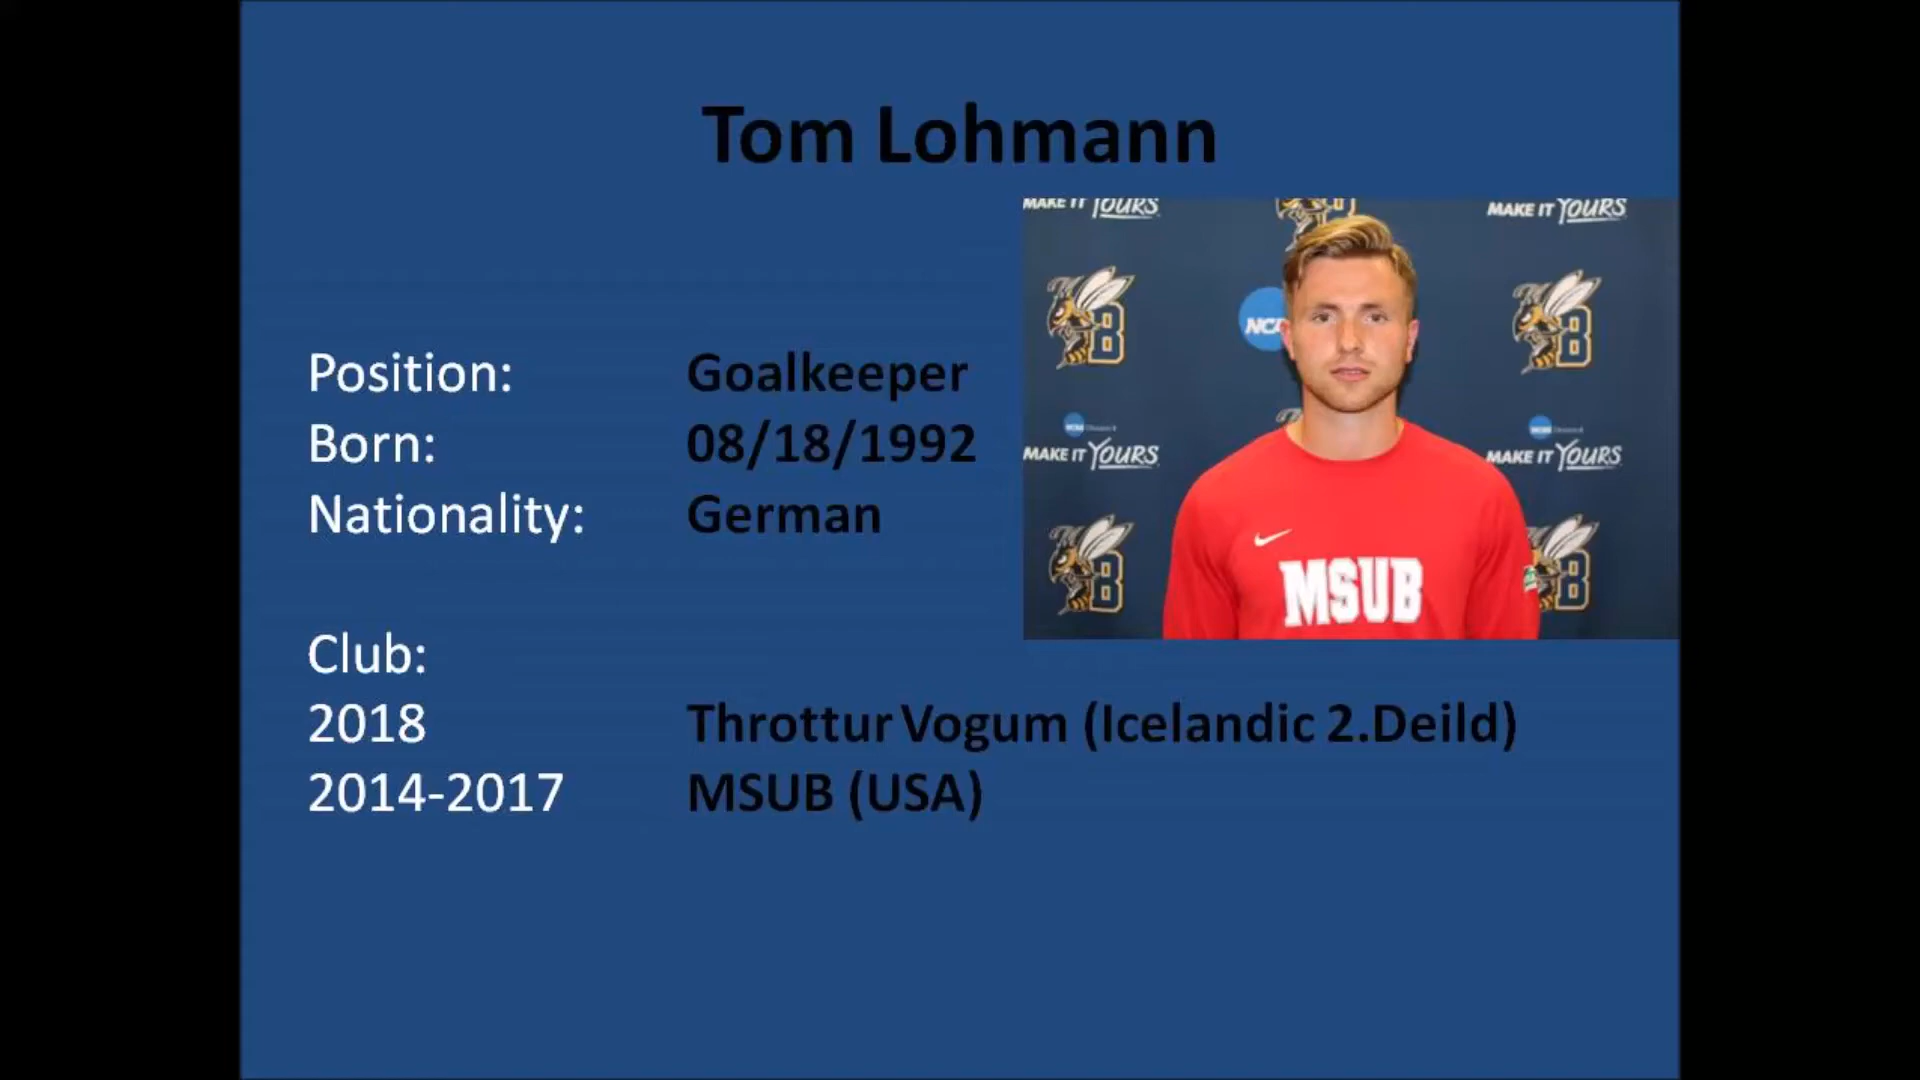 Tom Lohmann
MAKE IT YOURS
MAKE IT YOURS
B
NCA
B
Position: Goalkeeper
Born: 08/18/1992
MAKE IT YOURS
MAKE IT YOURS
Nationality: German
B
MSUB
B
Club:
2018 Throttur Vogum (Icelandic 2.Deild)
2014-2017 MSUB (USA)